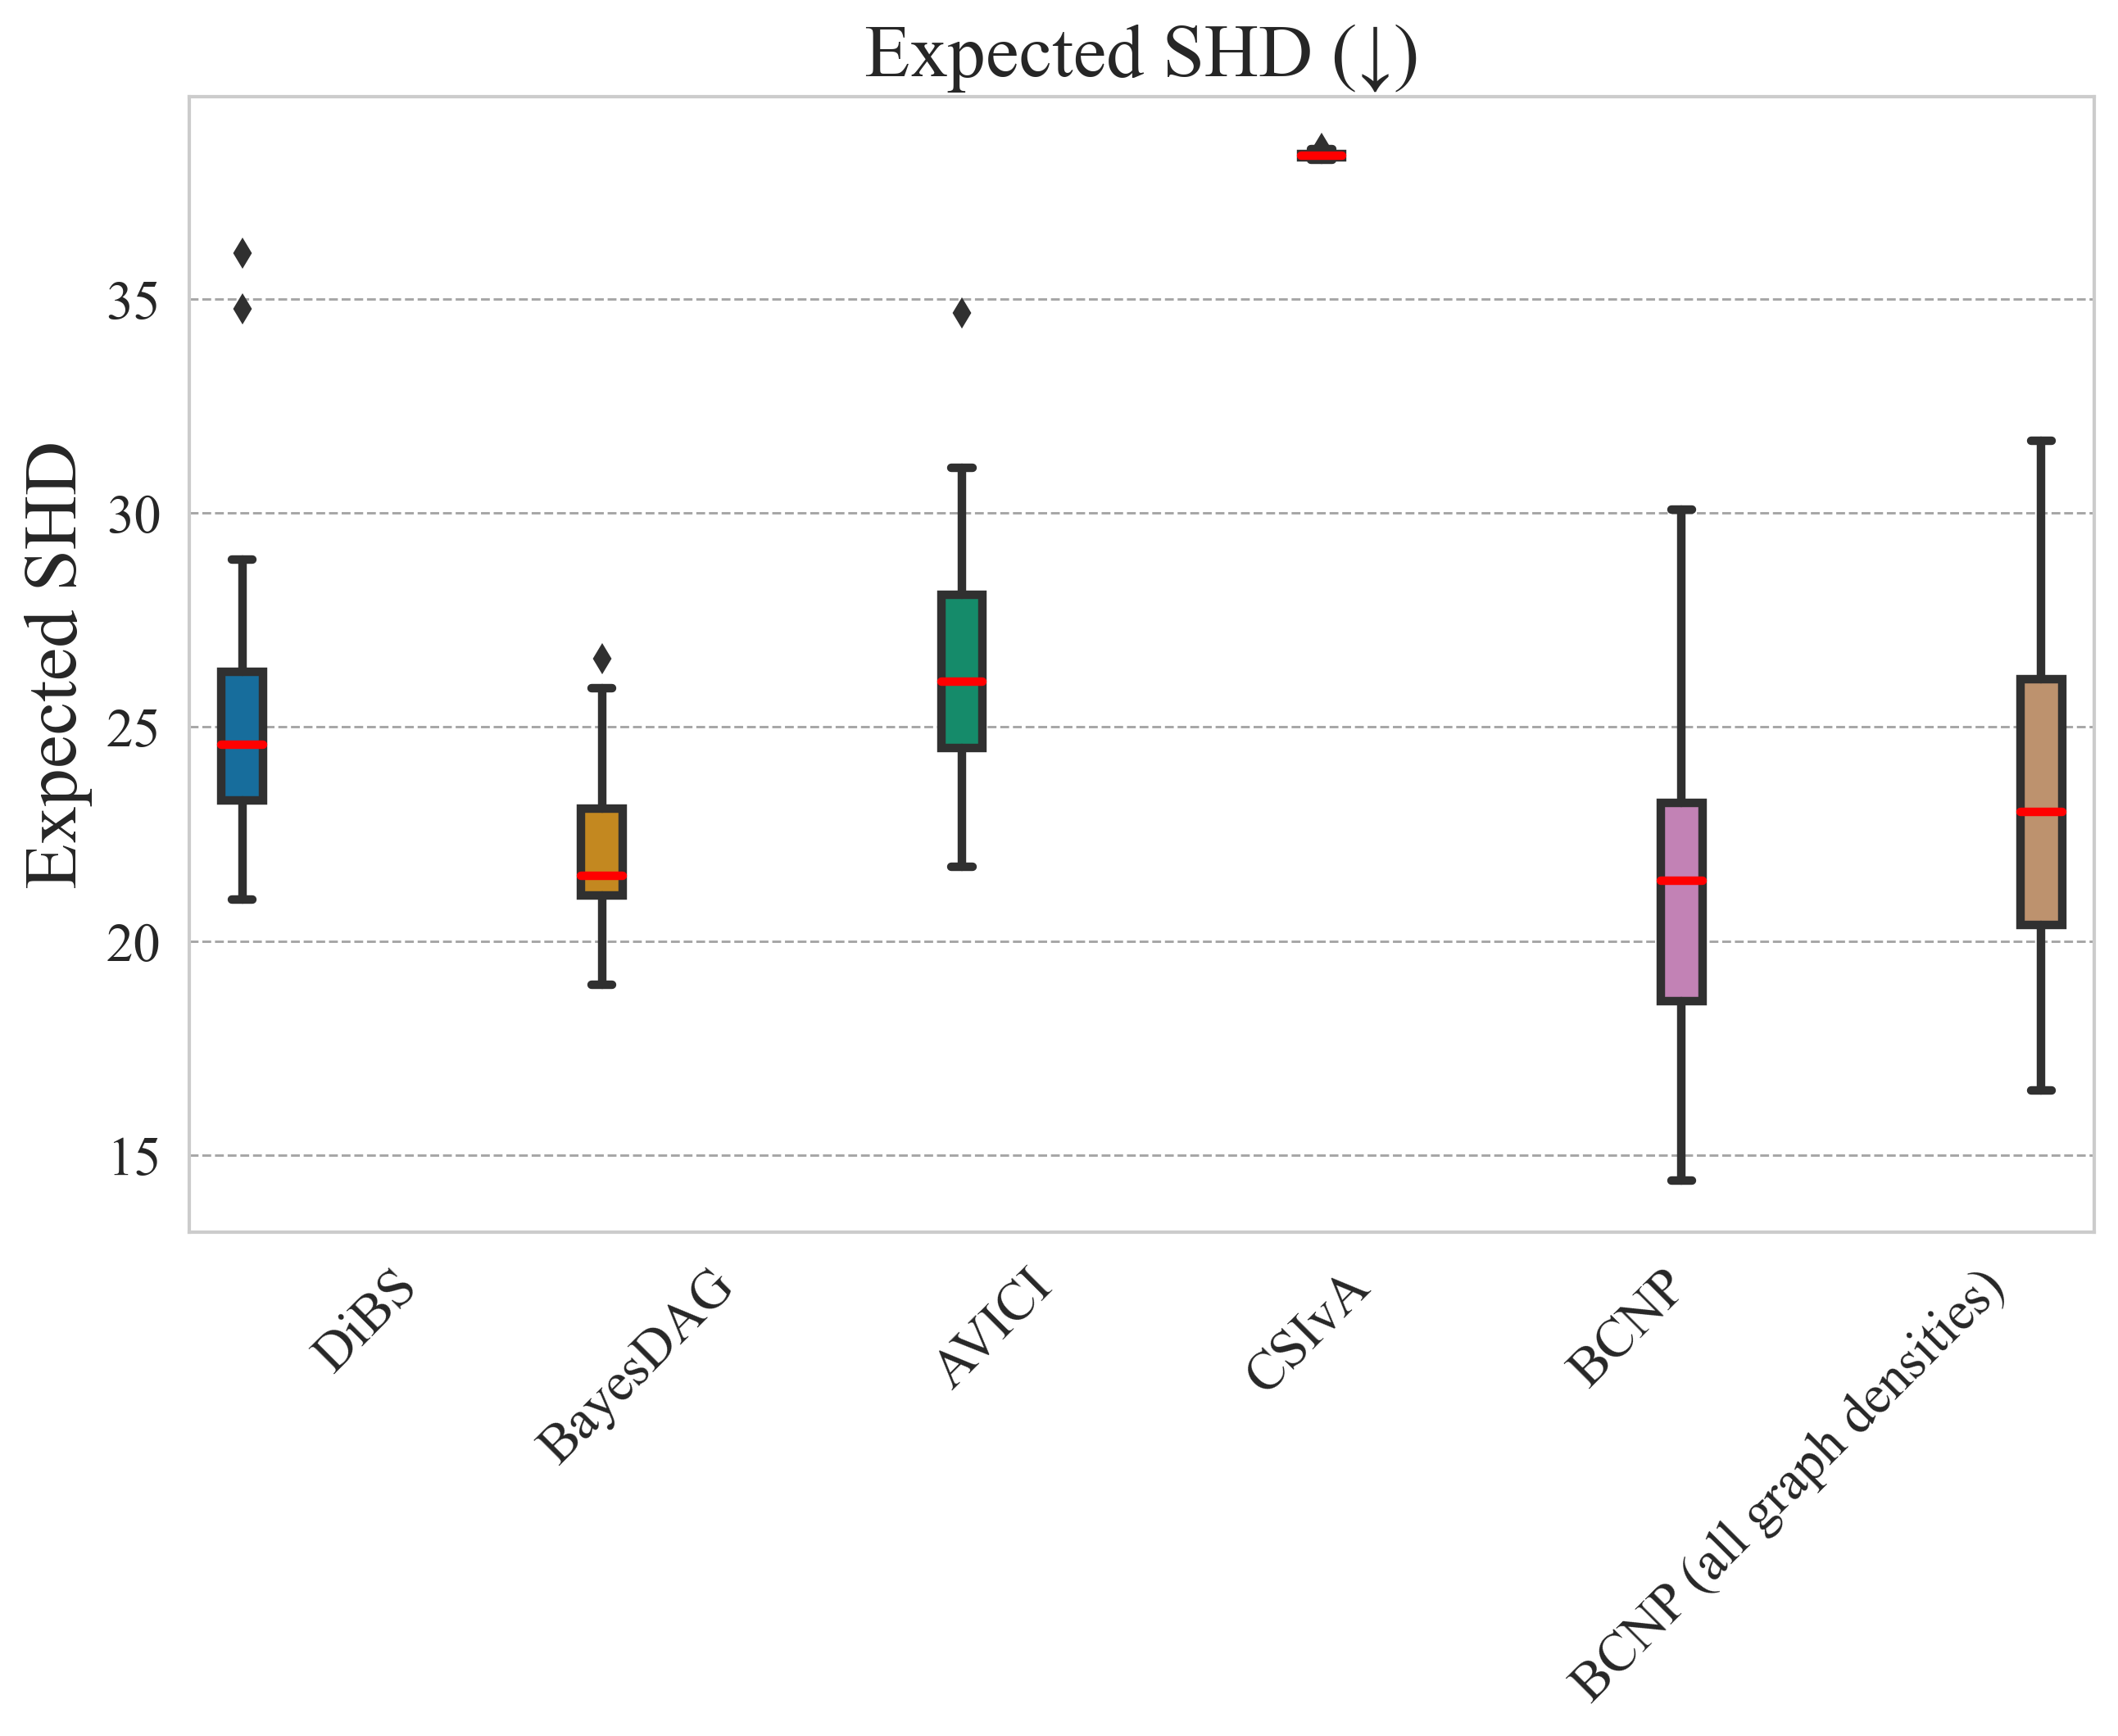 Expected SHD (↓)
Expected SHD
35
30
25
20
15
DiBS
BayesDAG
AVICI
CSIvA
BCNP
BCNP (all graph densities)